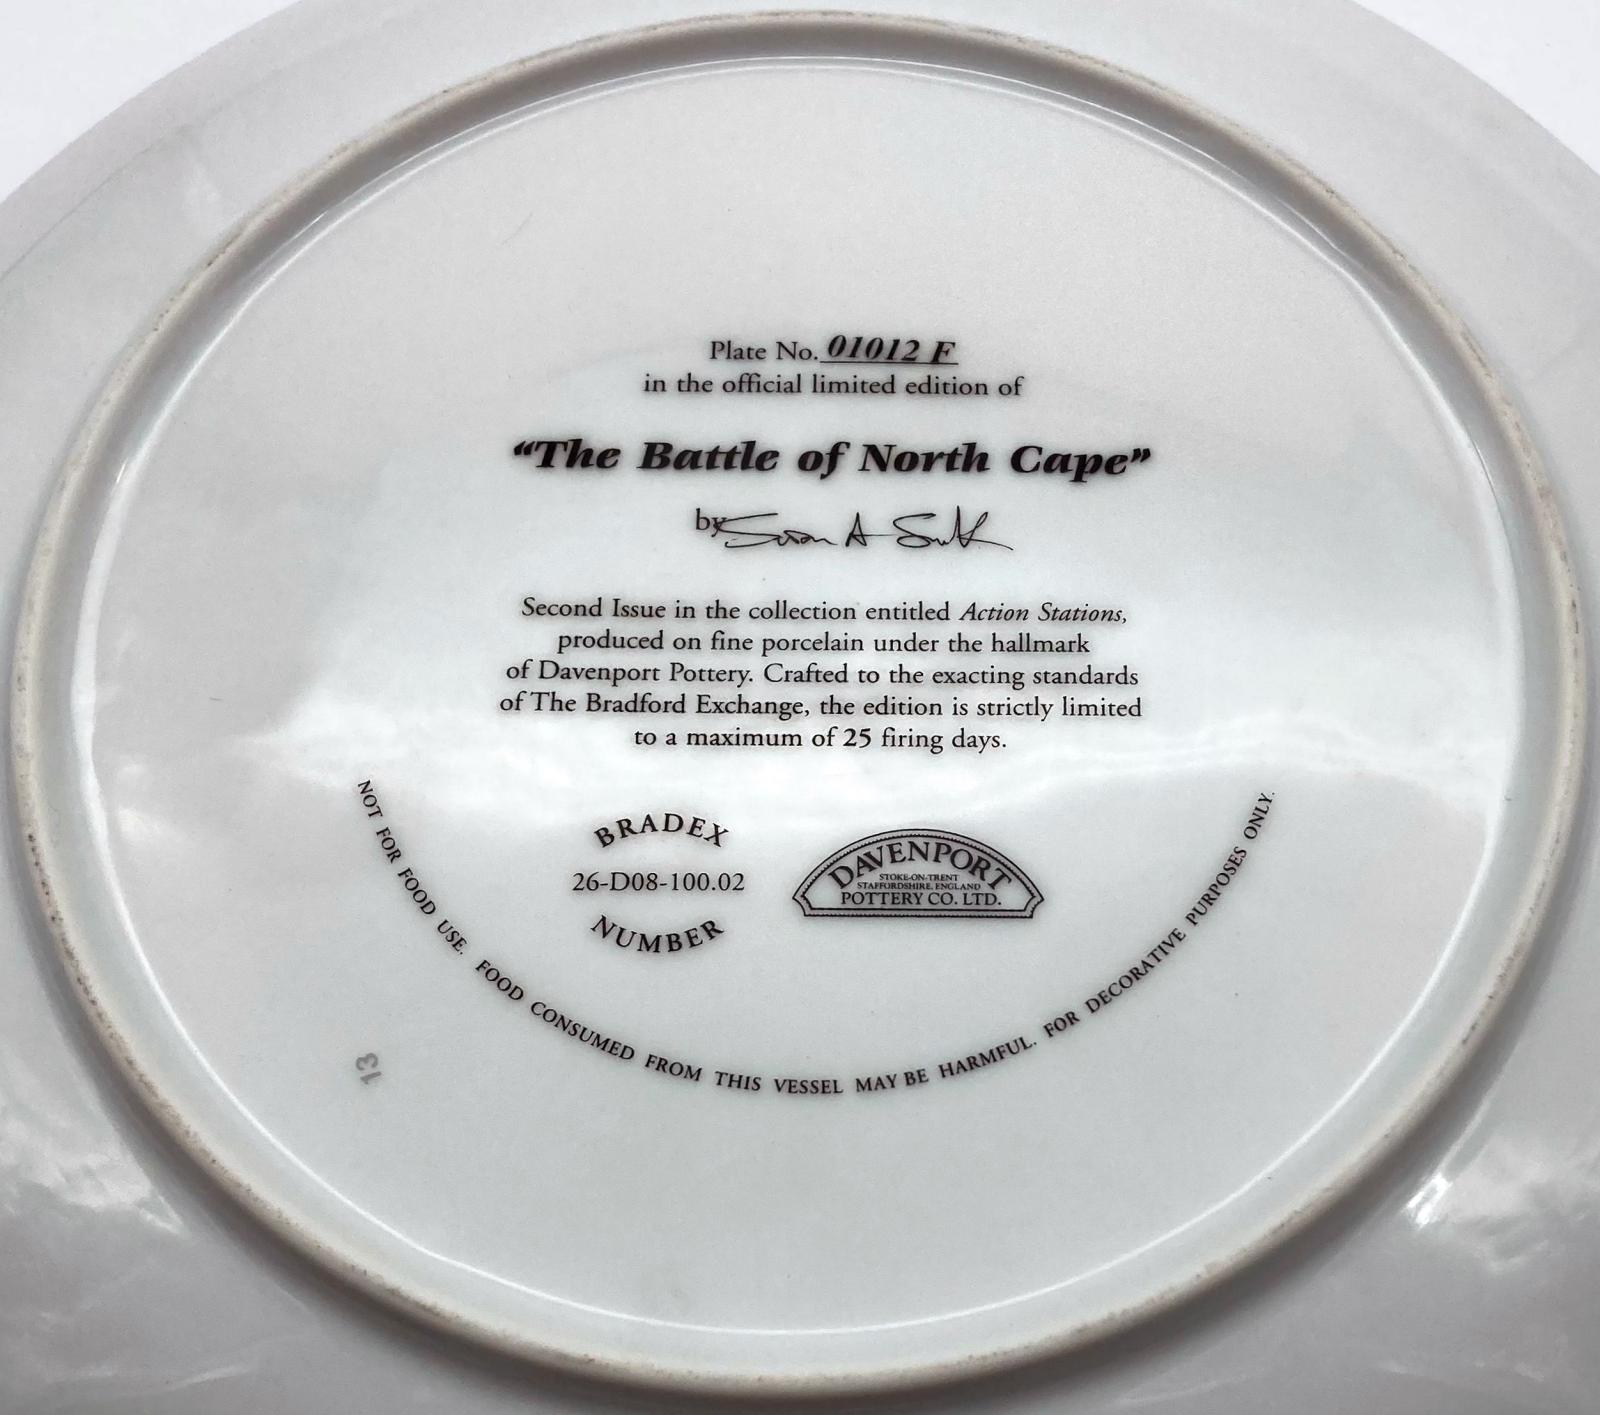 Plate No. 01012 F
in the official limited edition of
“The Battle of North Cape”
by Susan A Smith
Second Issue in the collection entitled Action Stations,
produced on fine porcelain under the hallmark
of Davenport Pottery. Crafted to the exacting standards
of The Bradford Exchange, the edition is strictly limited
to a maximum of 25 firing days.
BRADEX
26-D08-100.02
NUMBER
DAVENPORT
STOKE-ON-TRENT
STAFFORDSHIRE, ENGLAND
POTTERY CO. LTD.
NOT FOR FOOD USE. FOOD CONSUMED FROM THIS VESSEL MAY BE HARMFUL. FOR DECORATIVE PURPOSES ONLY.
13